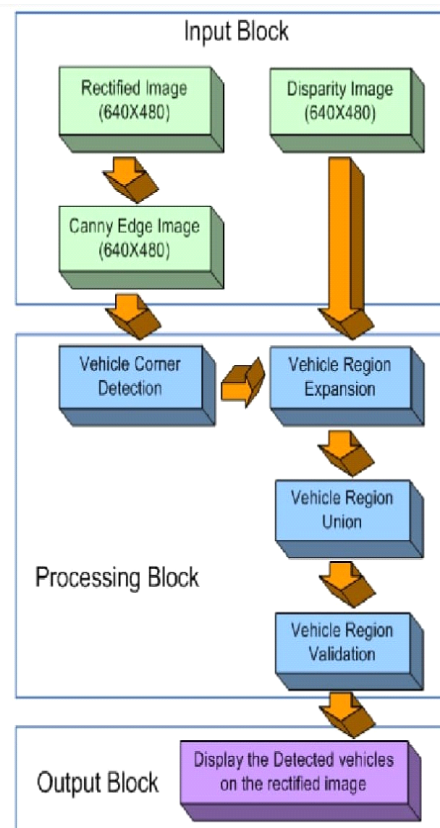 Input Block
Rectified Image
(640X480)
Disparity Image
(640X480)
Canny Edge Image
(640X480)
Vehicle Corner
Detection
Vehicle Region
Expansion
Vehicle Region
Union
Processing Block
Vehicle Region
Validation
Output Block
Display the Detected vehicles
on the rectified image